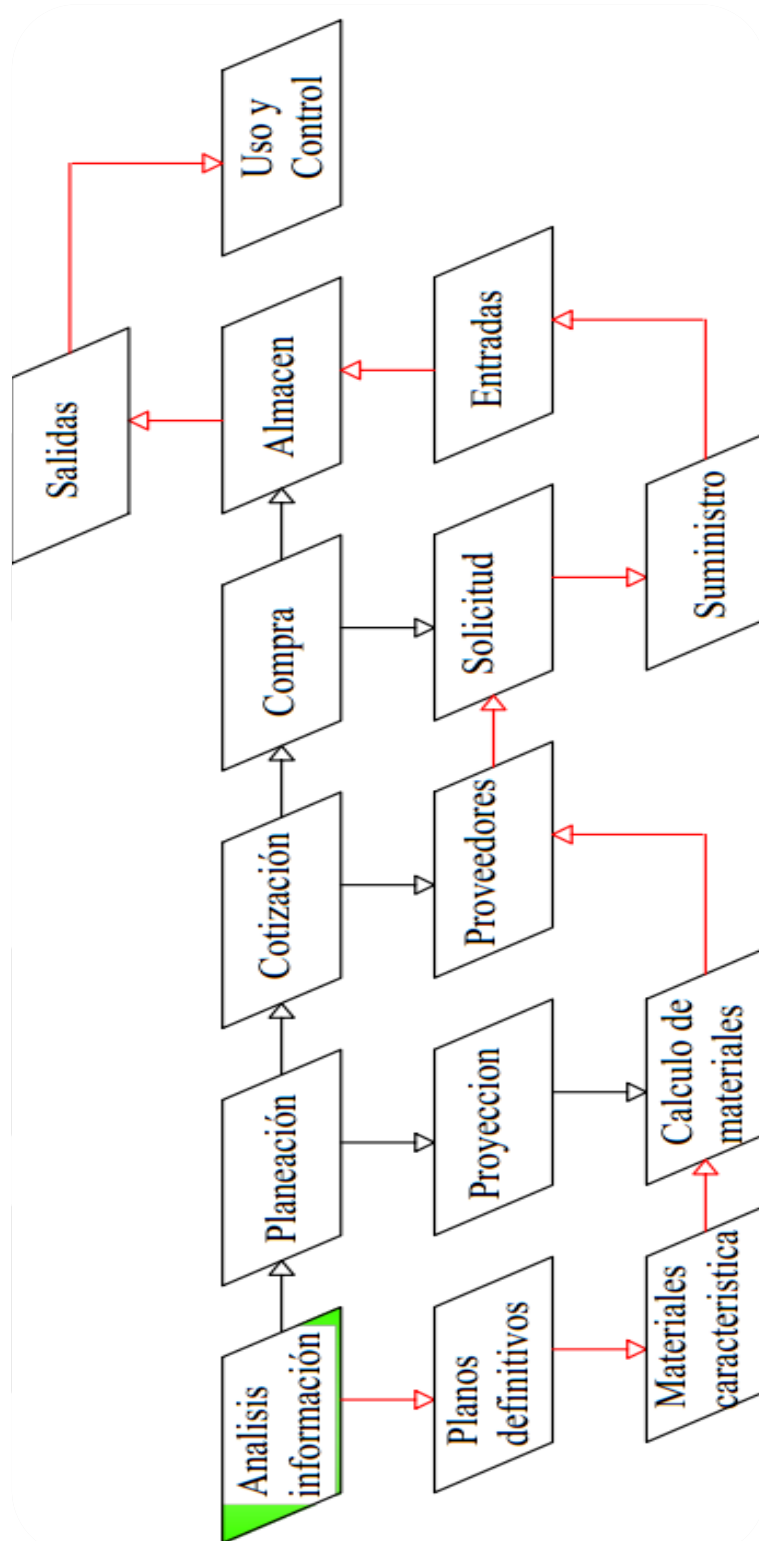 Salidas
Analisis
información
Planeación
Cotización
Compra
Almacen
Uso y
Control
Planos
definitivos
Proyeccion
Proveedores
Solicitud
Entradas
Materiales
caracteristica
Calculo de
materiales
Suministro